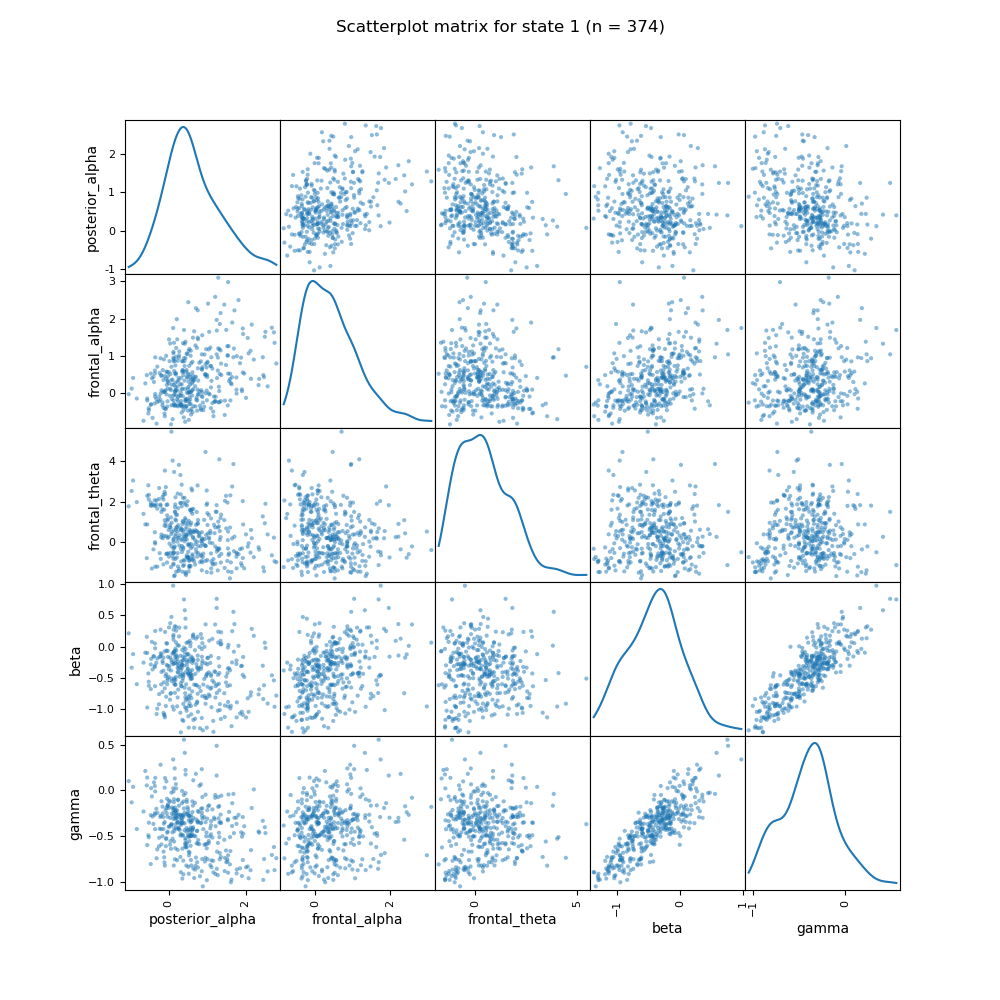 Scatterplot matrix for state 1 (n = 374)
posterior_alpha
2
1
0
-1
frontal_alpha
3
2
1
0
frontal_theta
4
2
0
beta
1.0
0.5
0.0
−0.5
−1.0
gamma
0.5
0.0
−0.5
−1.0
0 2 0 2 0 5 −1 0 1 −1 0
posterior_alpha frontal_alpha frontal_theta beta gamma